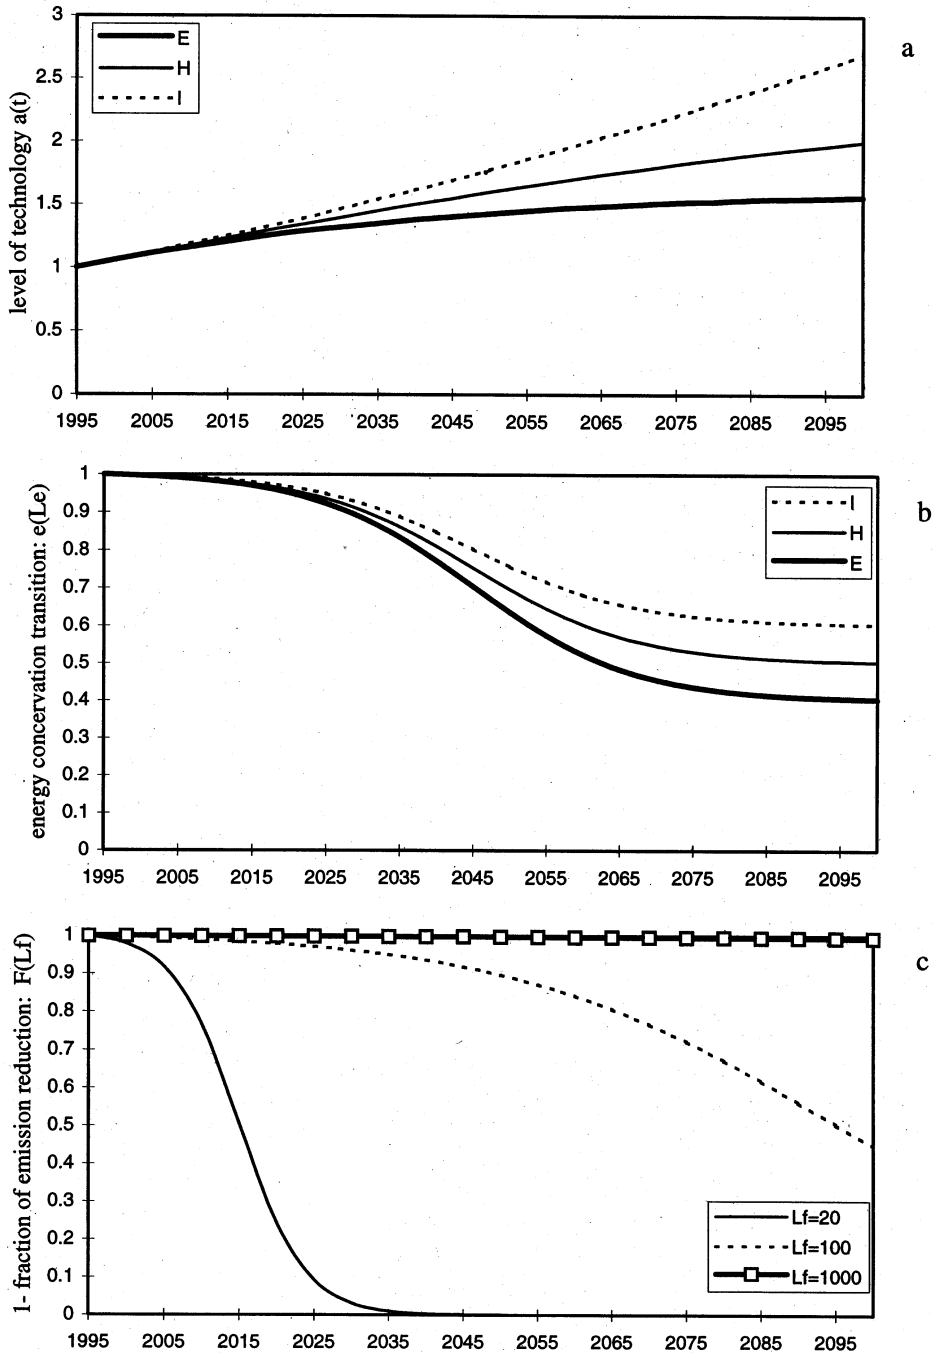 a
level of technology a(t)
3
2.5
2
1.5
1
0.5
0
E
H
I
1995 2005 2015 2025 2035 2045 2055 2065 2075 2085 2095
b
energy concervation transition: e(Le)
1
0.9
0.8
0.7
0.6
0.5
0.4
0.3
0.2
0.1
0
I
H
E
1995 2005 2015 2025 2035 2045 2055 2065 2075 2085 2095
c
1- fraction of emission reduction: F(Lf)
1
0.9
0.8
0.7
0.6
0.5
0.4
0.3
0.2
0.1
0
Lf=20
Lf=100
Lf=1000
1995 2005 2015 2025 2035 2045 2055 2065 2075 2085 2095